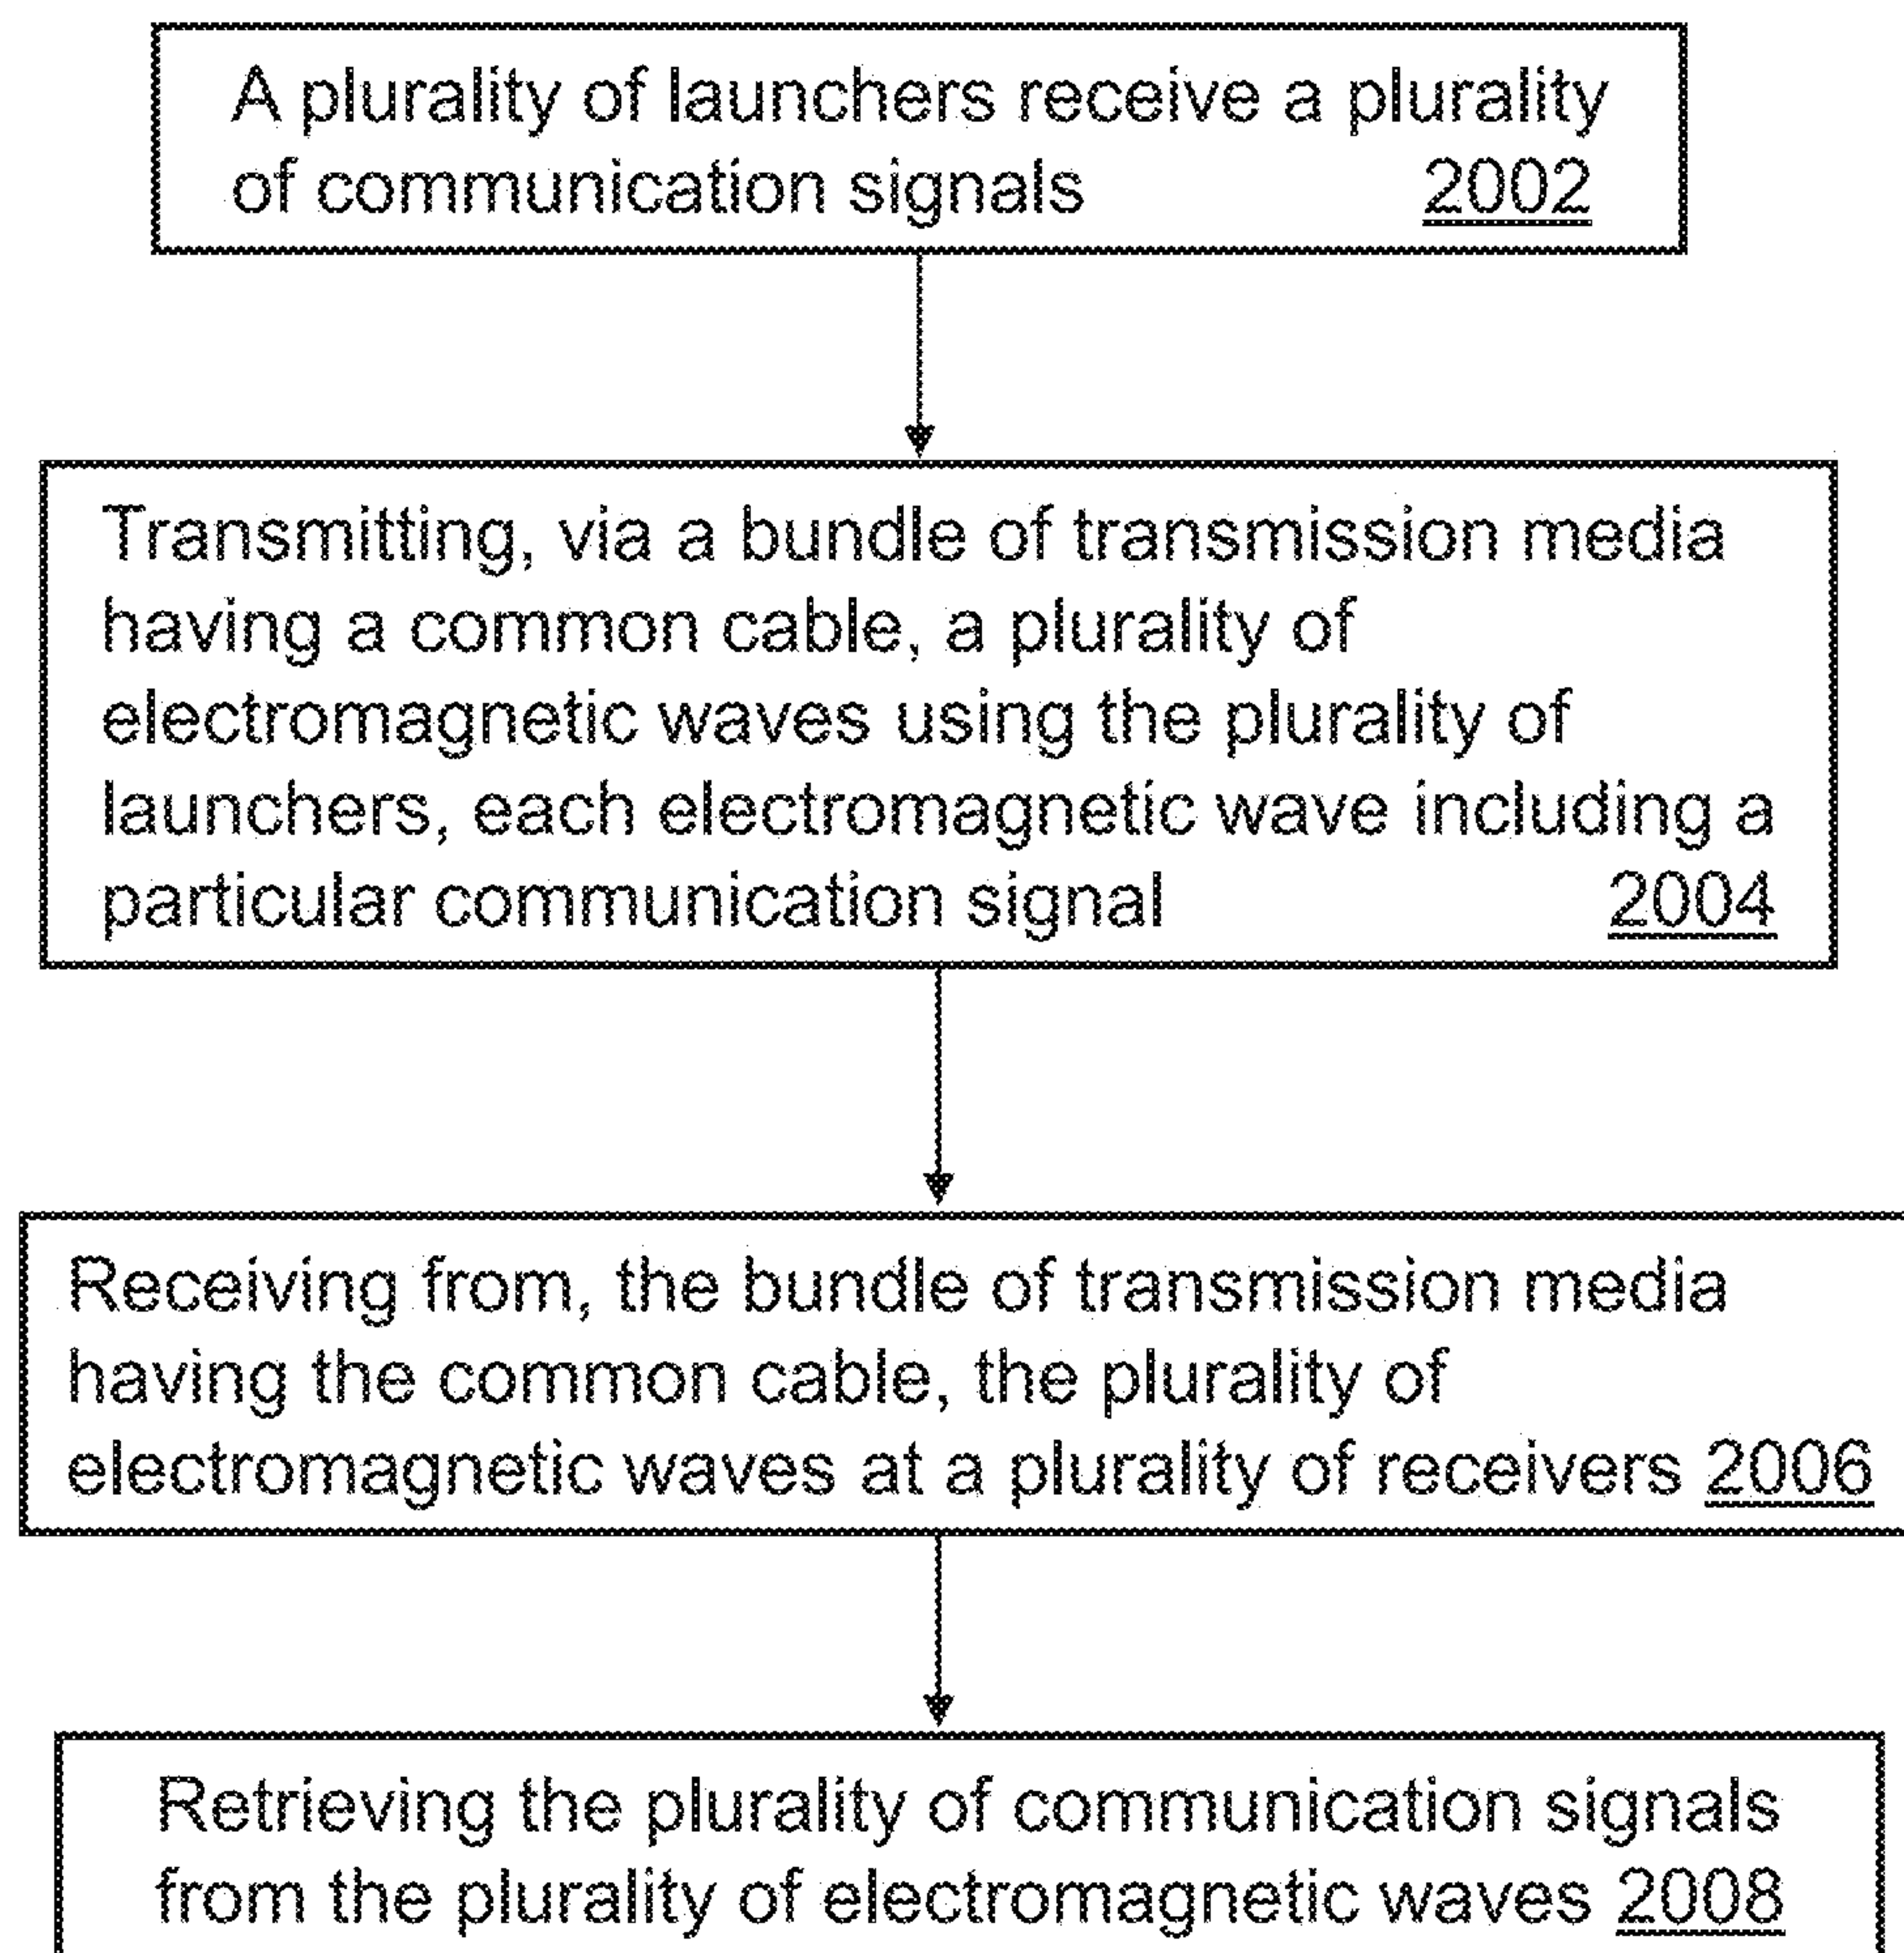 A plurality of launchers receive a plurality
of communication signals 2002
Transmitting, via a bundle of transmission media
having a common cable, a plurality of
electromagnetic waves using the plurality of
launchers, each electromagnetic wave including a
particular communication signal 2004
Receiving from, the bundle of transmission media
having the common cable, the plurality of
electromagnetic waves at a plurality of receivers 2006
Retrieving the plurality of communication signals
from the plurality of electromagnetic waves 2008